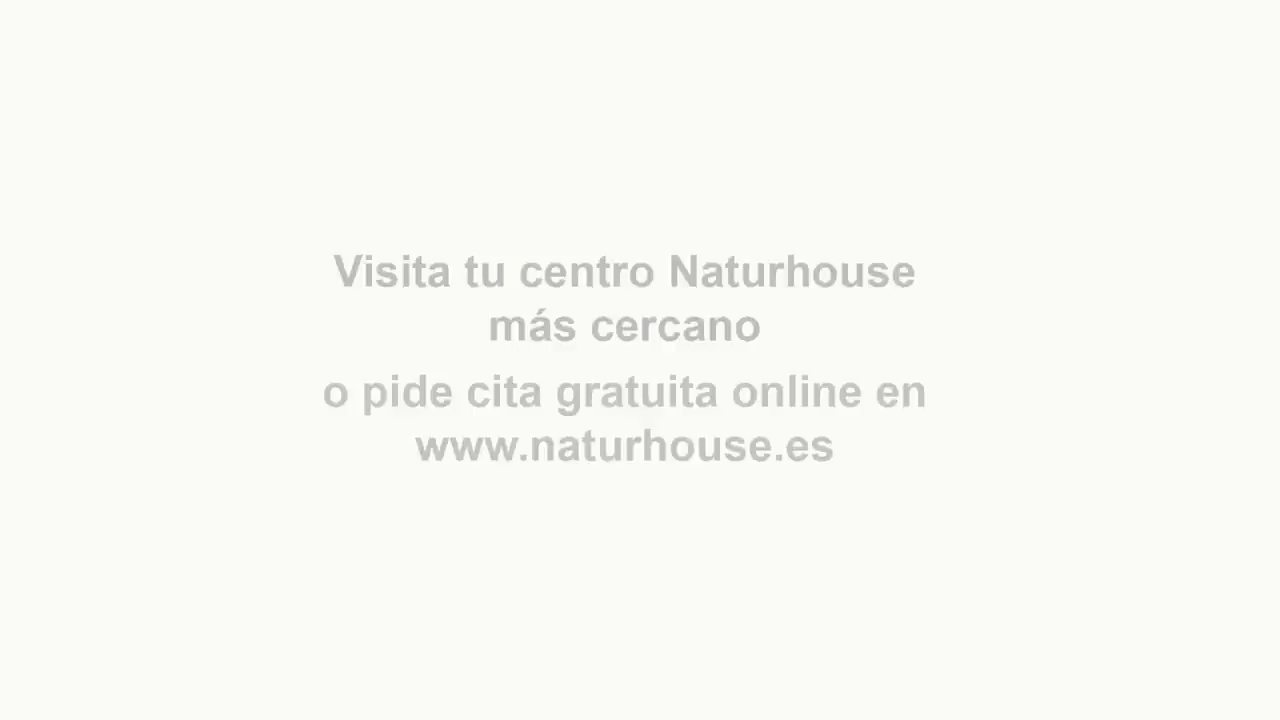 Visita tu centro Naturhouse
más cercano
o pide cita gratuita online en
www.naturhouse.es